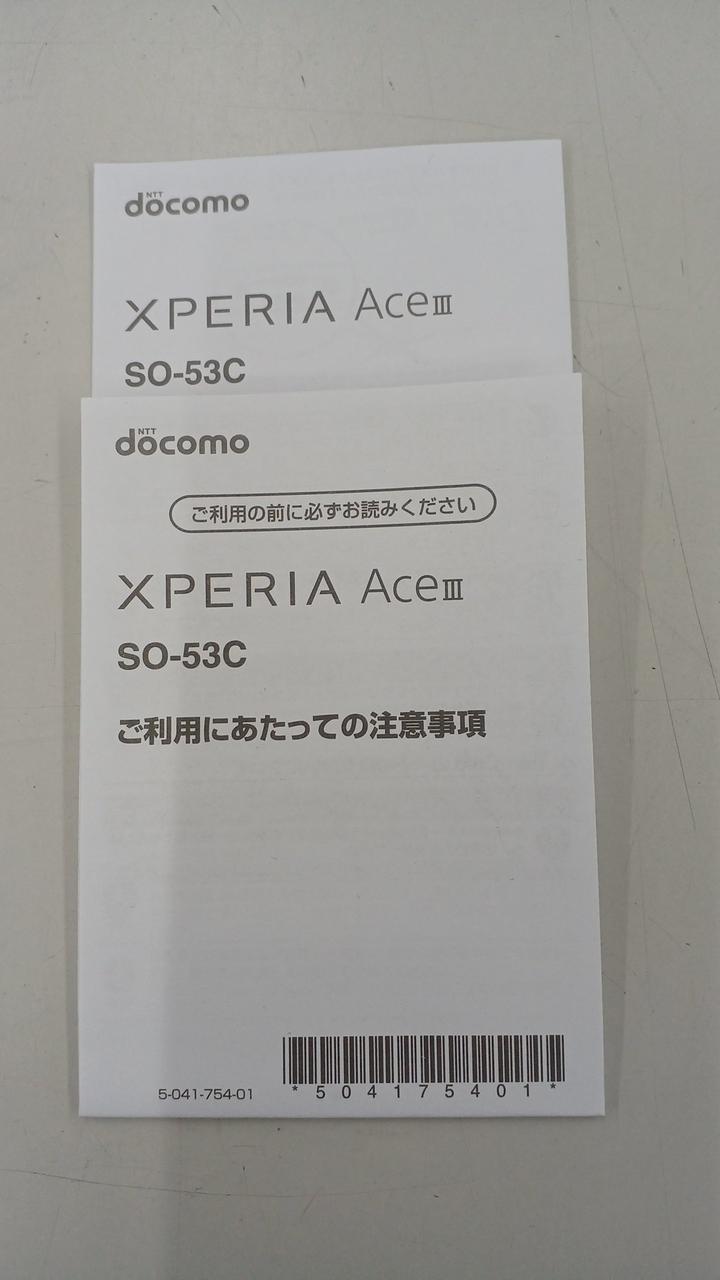 NTT
docomo
XPERIA AceⅢ
SO-53C
NTT
docomo
ご利用の前に必ずお読みください
XPERIA AceⅢ
SO-53C
ご利用にあたっての注意事項
5-041-754-01
*504175401*